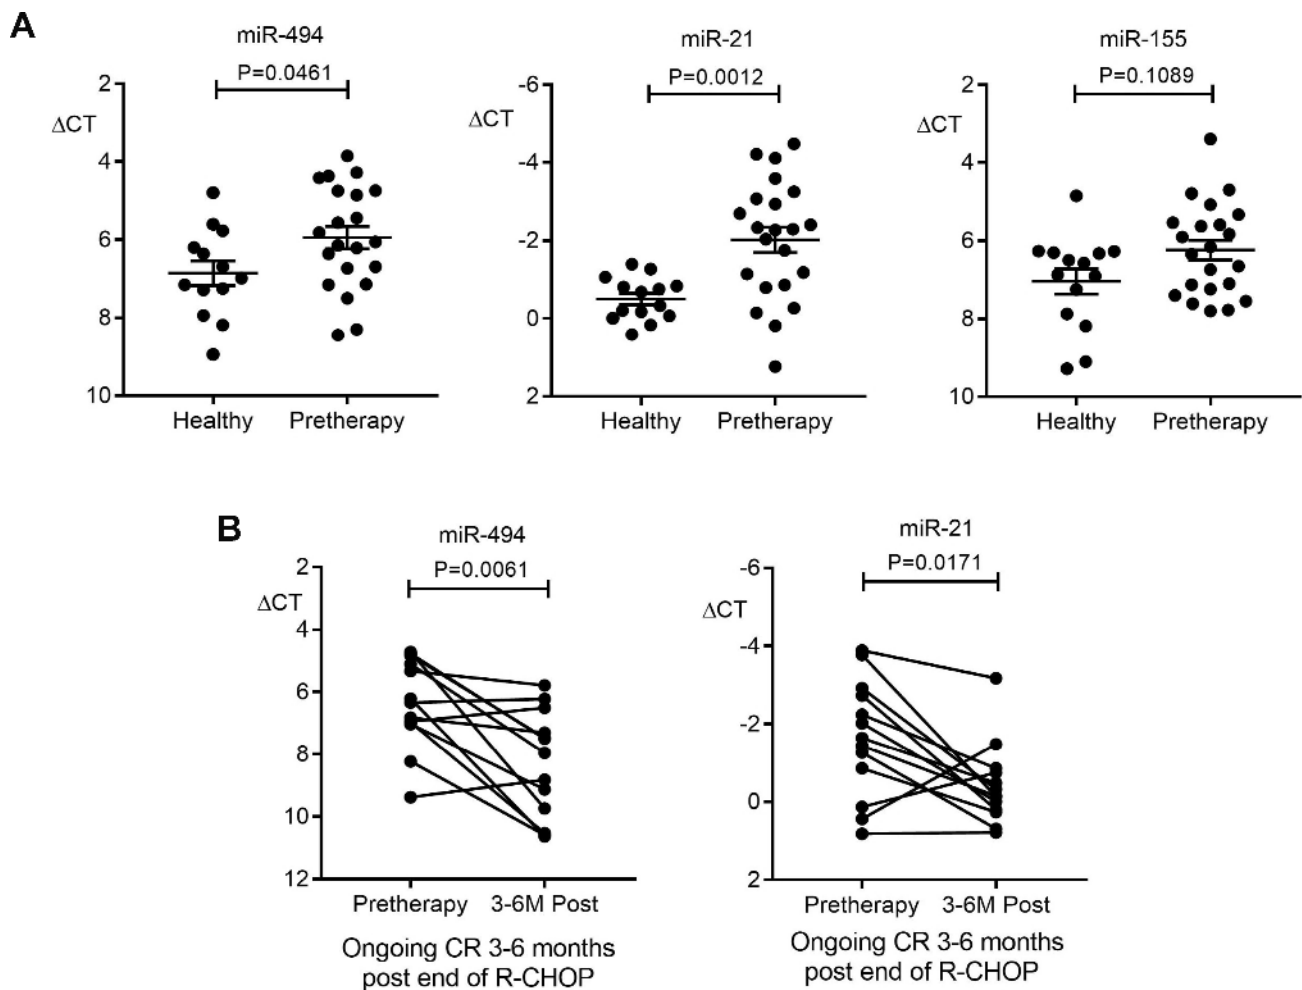 A
miR-494
P=0.0461
ΔCT
2
4
6
8
10
Healthy
Pretherapy
miR-21
P=0.0012
ΔCT
-6
-4
-2
0
2
Healthy
Pretherapy
miR-155
P=0.1089
ΔCT
2
4
6
8
10
Healthy
Pretherapy
B
miR-494
P=0.0061
ΔCT
2
4
6
8
10
12
Pretherapy
3-6M Post
Ongoing CR 3-6 months
post end of R-CHOP
miR-21
P=0.0171
ΔCT
-6
-4
-2
0
2
Pretherapy
3-6M Post
Ongoing CR 3-6 months
post end of R-CHOP